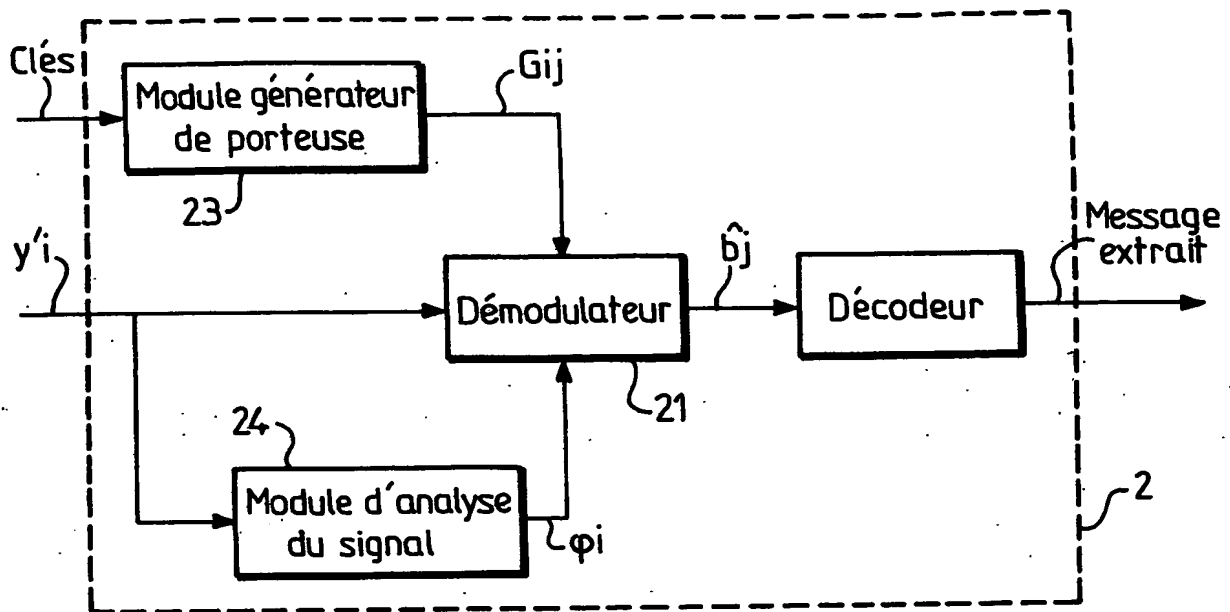 Clés
Module générateur
de porteuse
23
Gij
y'i
Démodulateur
21
b̂j
Décodeur
Message
extrait
24
Module d'analyse
du signal
φi
2